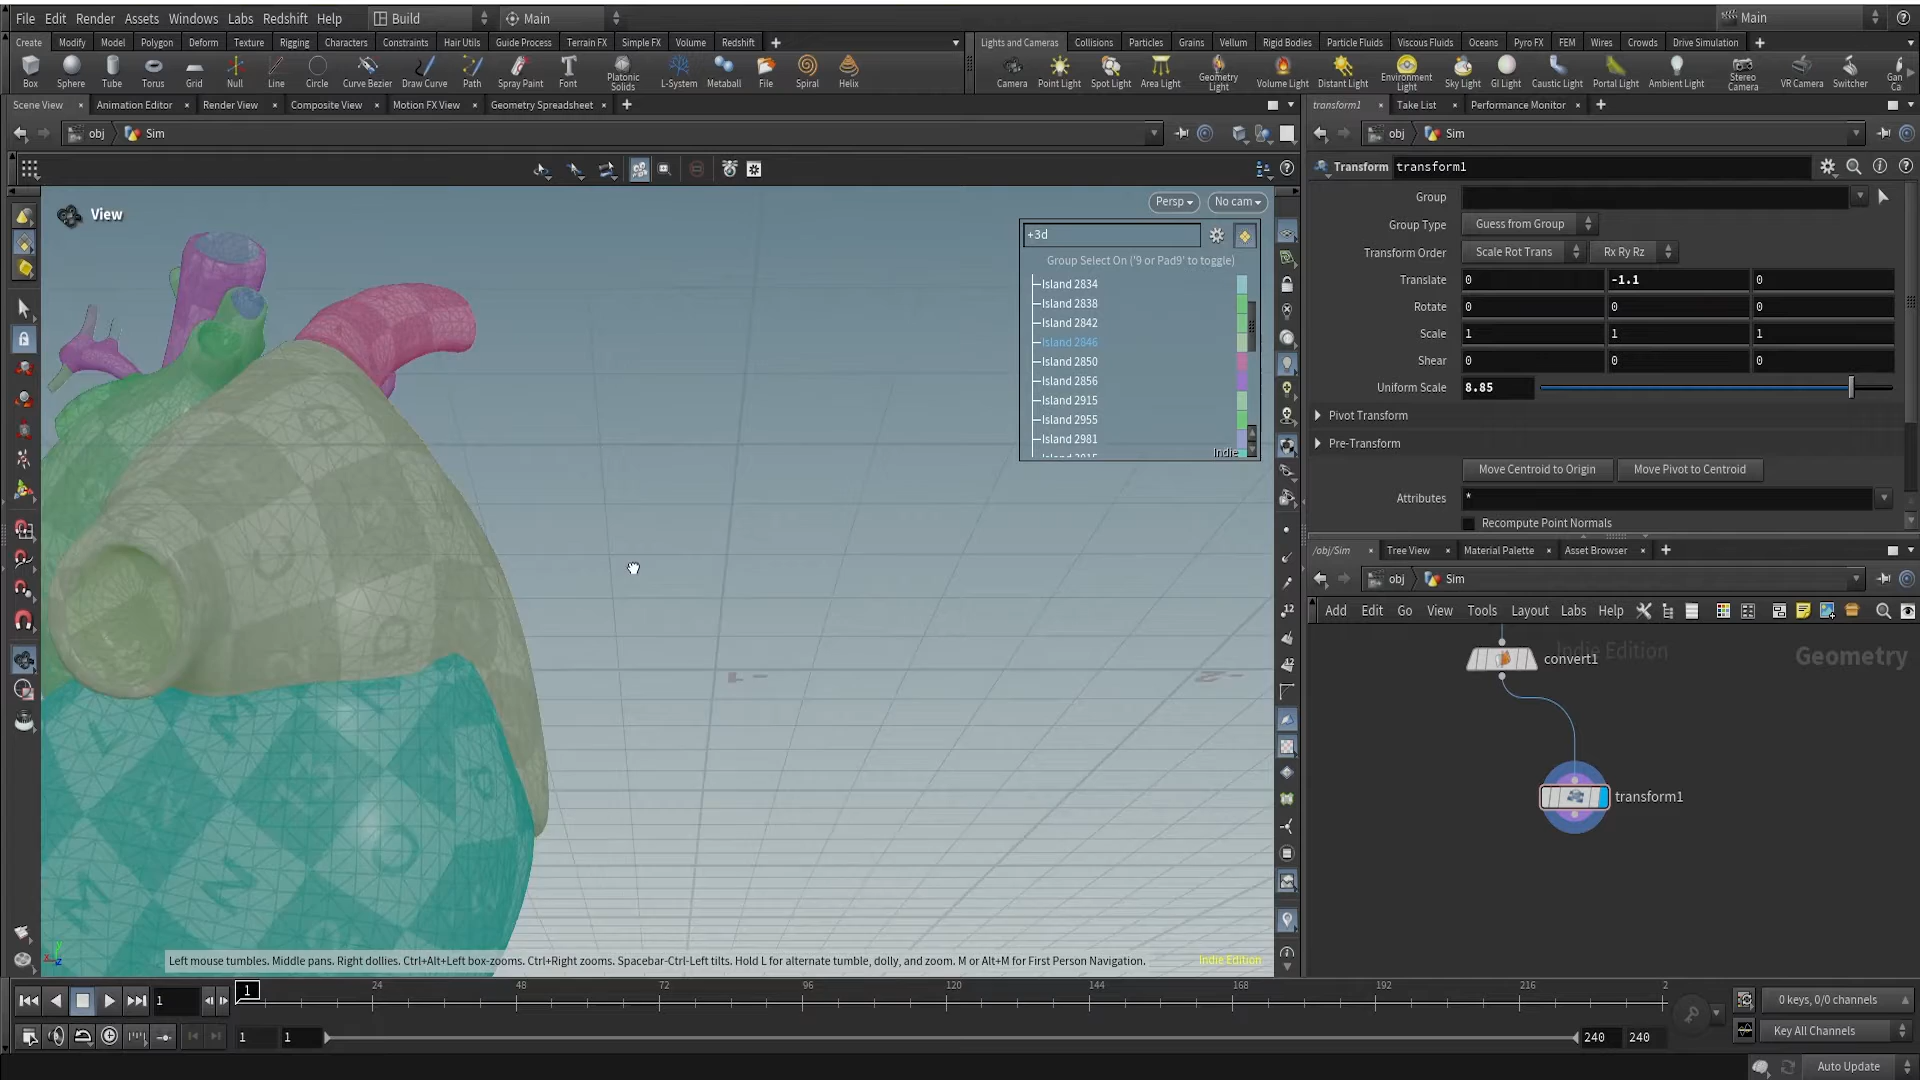 File Edit Render Assets Windows Labs Redshift Help Build Main Main
Create Modify Model Polygon Deform Texture Rigging Characters Constraints Hair Utils Guide Process Terrain FX Simple FX Volume Redshift
Lights and Cameras Collisions Particles Grains Vellum Rigid Bodies Particle Fluids Viscous Fluids Oceans Pyro FX FEM Wires Crowds Drive Simulation
Box Sphere Tube Torus Grid Null Line Circle Curve Bezier Draw Curve Path Spray Paint Font Platonic Solids L-System Metaball File Spiral Helix
Camera Point Light Spot Light Area Light Geometry Light Volume Light Distant Light Environment Light Sky Light GI Light Caustic Light Portal Light Ambient Light Stereo Camera VR Camera Switcher Gan Ca
Scene View Animation Editor Render View Composite View Motion FX View Geometry Spreadsheet
transform1 Take List Performance Monitor
obj Sim
obj Sim
Transform transform1
View
Persp No cam
+3d
Group Select On ('9 or Pad9' to toggle)
Island 2834
Island 2838
Island 2842
Island 2846
Island 2850
Island 2856
Island 2915
Island 2955
Island 2981
Indie
Group
Group Type Guess from Group
Transform Order Scale Rot Trans Rx Ry Rz
Translate 0 -1.1 0
Rotate 0 0 0
Scale 1 1 1
Shear 0 0 0
Uniform Scale 8.85
Pivot Transform
Pre-Transform
Move Centroid to Origin Move Pivot to Centroid
Attributes *
Recompute Point Normals
/obj/Sim Tree View Material Palette Asset Browser
obj Sim
Add Edit Go View Tools Layout Labs Help
Indie Edition
Geometry
convert1
transform1
Left mouse tumbles. Middle pans. Right dollies. Ctrl+Alt+Left box-zooms. Ctrl+Right zooms. Spacebar-Ctrl-Left tilts. Hold L for alternate tumble, dolly, and zoom. M or Alt+M for First Person Navigation.
Indie Edition
1 1 24 48 72 96 120 144 168 192 216 2
0 keys, 0/0 channels
1 1 240 240
Key All Channels
Auto Update